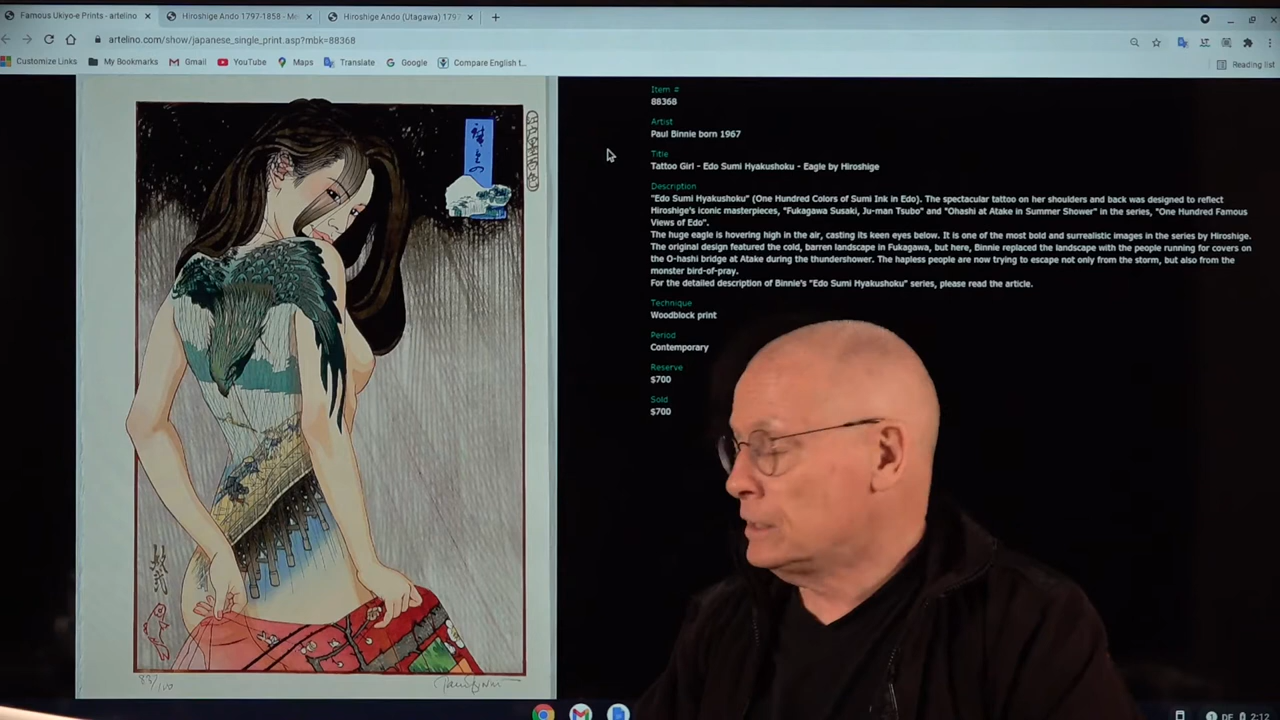 Famous Ukiyo-e Prints - artelino
Hiroshige Ando 1797-1858 - Me
Hiroshige Ando (Utagawa) 179
artelino.com/show/japanese_single_print.asp?mbk=88368
Customize Links
My Bookmarks
Gmail
YouTube
Maps
Translate
Google
Compare English t...
Reading list
Item #
88368
Artist
Paul Binnie born 1967
Title
Tattoo Girl - Edo Sumi Hyakushoku - Eagle by Hiroshige
Description
"Edo Sumi Hyakushoku" (One Hundred Colors of Sumi Ink in Edo). The spectacular tattoo on her shoulders and back was designed to reflect
Hiroshige's iconic masterpieces, "Fukagawa Susaki, Ju-man Tsubo" and "Ohashi at Atake in Summer Shower" in the series, "One Hundred Famous
Views of Edo".
The huge eagle is hovering high in the air, casting its keen eyes below. It is one of the most bold and surrealistic images in the series by Hiroshige.
The original design featured the cold, barren landscape in Fukagawa, but here, Binnie replaced the landscape with the people running for covers on
the O-hashi bridge at Atake during the thundershower. The hapless people are now trying to escape not only from the storm, but also from the
monster bird-of-pray.
For the detailed description of Binnie's "Edo Sumi Hyakushoku" series, please read the article.
Technique
Woodblock print
Period
Contemporary
Reserve
$700
Sold
$700
83/100
DE
2:12